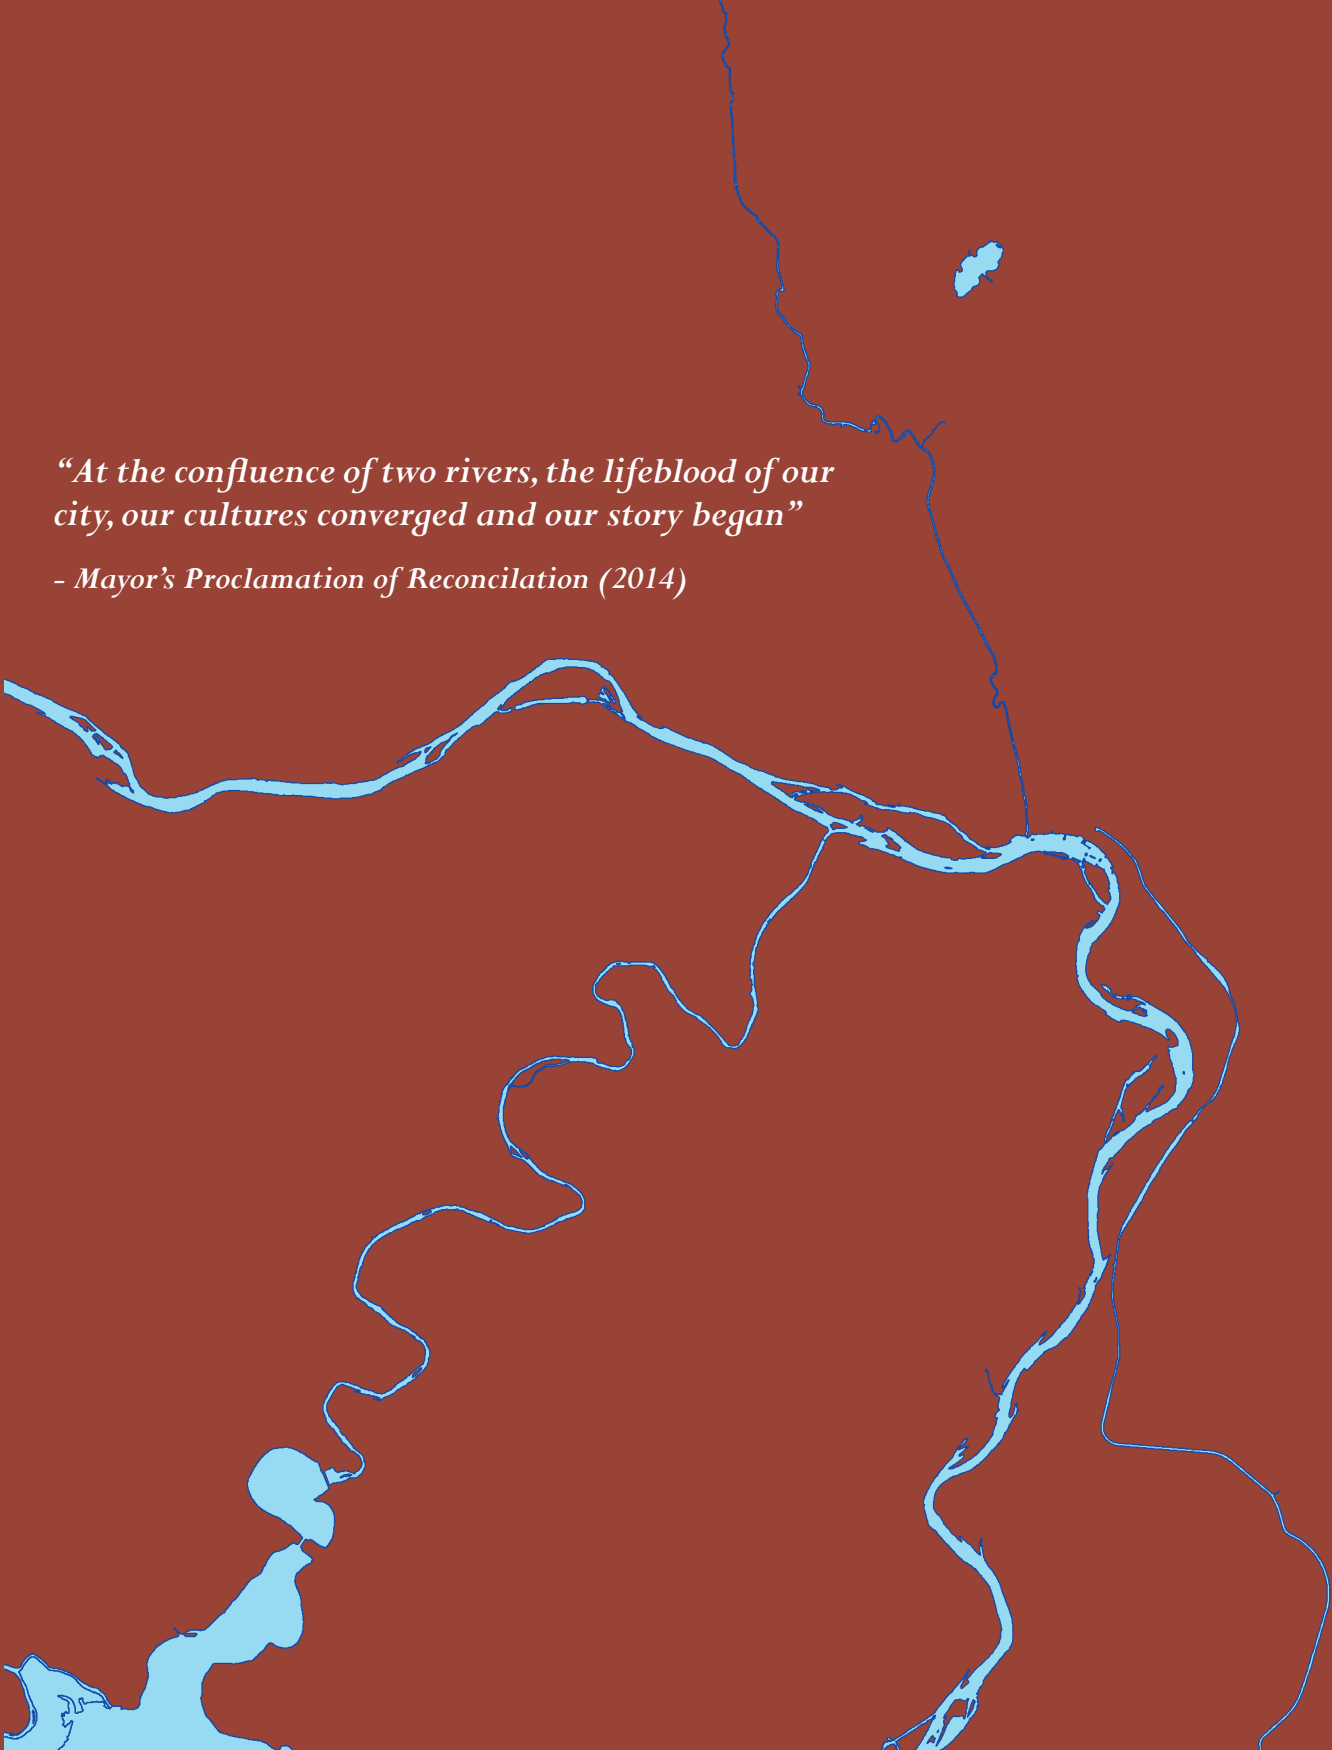 “At the confluence of two rivers, the lifeblood of our
city, our cultures converged and our story began”
– Mayor’s Proclamation of Reconcilation (2014)